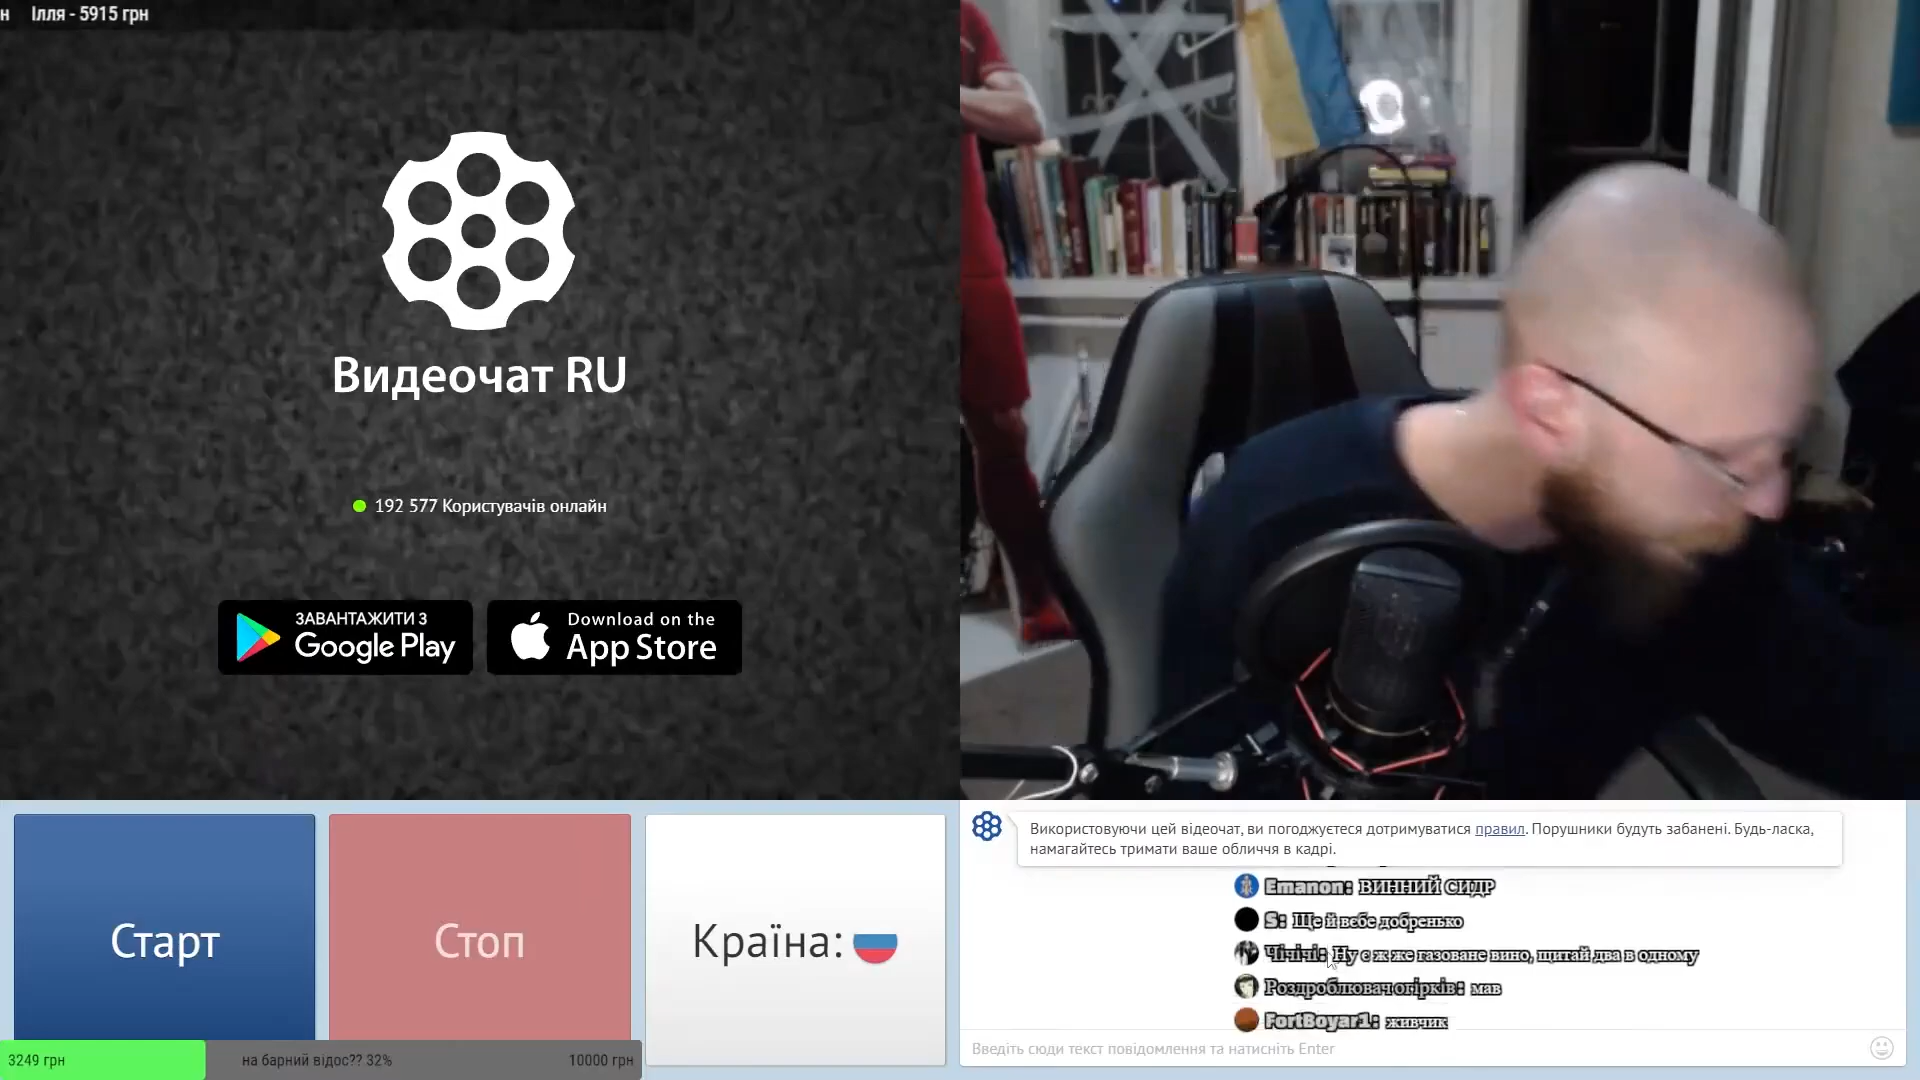 н Ілля - 5915 грн
Видеочат RU
192 577 Користувачів онлайн
ЗАВАНТАЖИТИ З
Google Play
Download on the
App Store
Старт
Стоп
Країна:
3249 грн
на барний відос?? 32%
10000 грн
Використовуючи цей відеочат, ви погоджуєтеся дотримуватися правил. Порушники будуть забанені. Будь-ласка,
намагайтесь тримати ваше обличчя в кадрі.
Emanon: ВИННИЙ СИДР
S: Ще й вєбе добренько
Чічічі: Ну є ж же газоване вино, щитай два в одному
Роздроблювач огірків: мав
FortBoyar1: живчик
Введіть сюди текст повідомлення та натисніть Enter